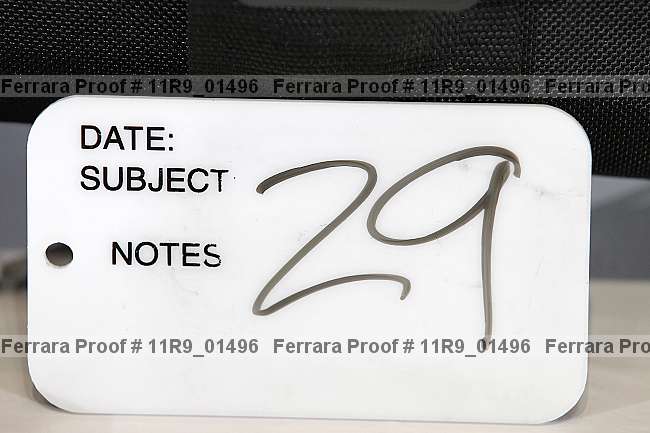 Ferrara Proof # 11R9_01496 Ferrara Proof # 11R9_01496 Ferrara Pro
DATE:
SUBJECT
29
NOTES
Ferrara Proof # 11R9_01496 Ferrara Proof # 11R9_01496 Ferrara Pro